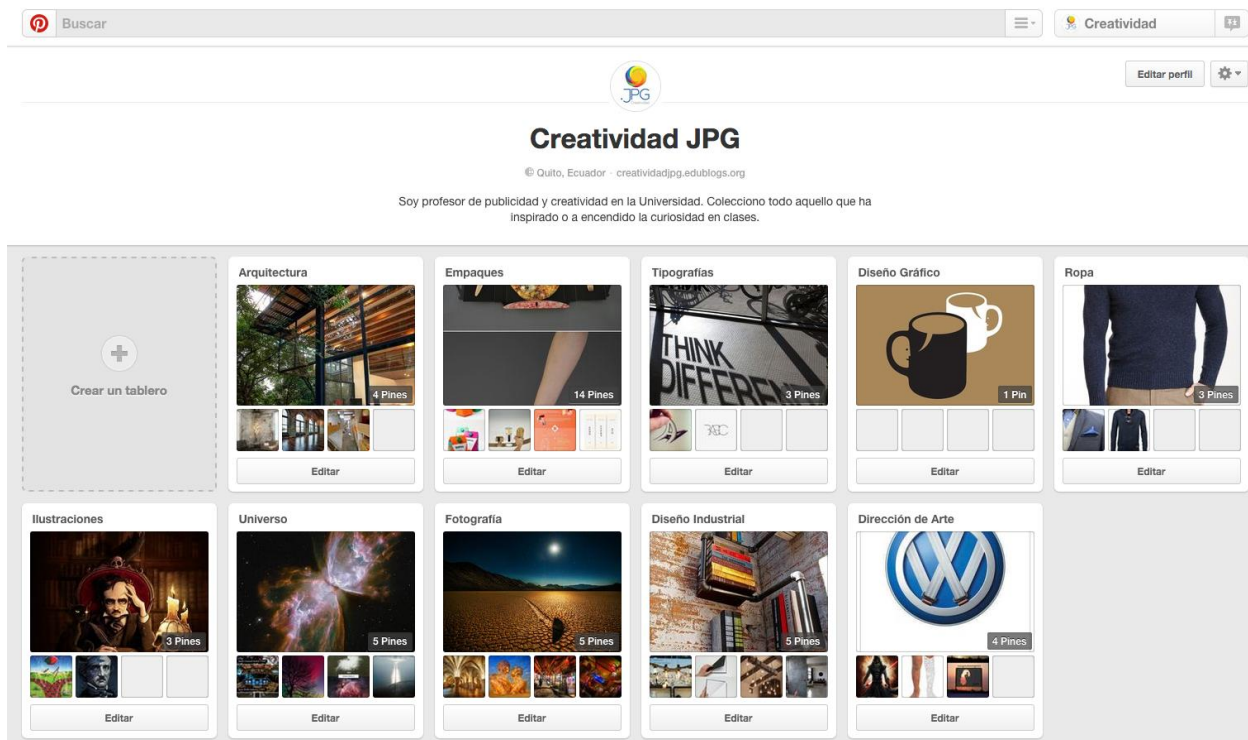 Buscar
Creatividad
Editar perfil
.JPG
Creatividad JPG
Quito, Ecuador · creatividadjpg.edublogs.org
Soy profesor de publicidad y creatividad en la Universidad. Colecciono todo aquello que ha
inspirado o a encendido la curiosidad en clases.
Crear un tablero
Arquitectura
4 Pines
Editar
Empaques
14 Pines
Editar
Tipografías
THINK
DIFFEREN
3 Pines
Editar
Diseño Gráfico
1 Pin
Editar
Ropa
3 Pines
Editar
Ilustraciones
3 Pines
Editar
Universo
5 Pines
Editar
Fotografía
5 Pines
Editar
Diseño Industrial
5 Pines
Editar
Dirección de Arte
4 Pines
Editar